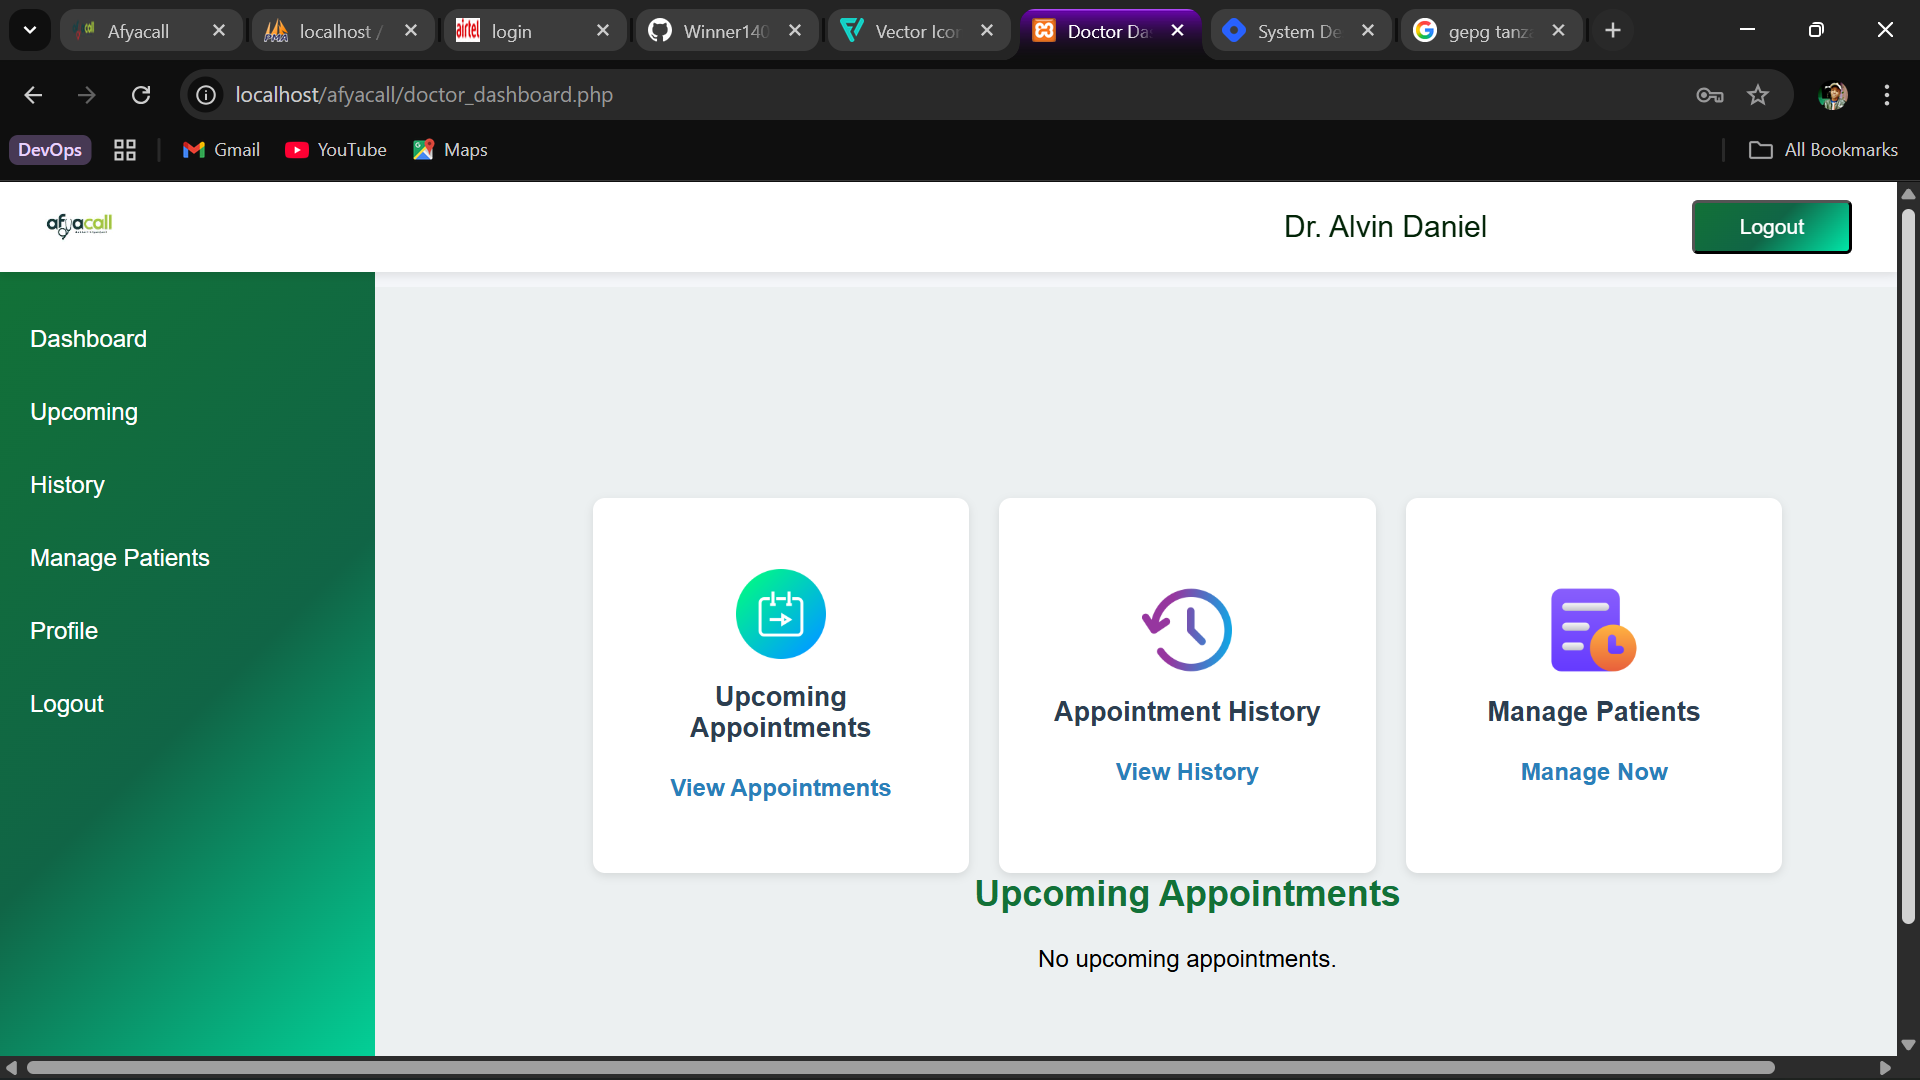 Afyacall
localhost /
login
Winner140
Vector Icor
Doctor Da
System De
gepg tanza
localhost/afyacall/doctor_dashboard.php
DevOps
Gmail
YouTube
Maps
All Bookmarks
afyacall
Dr. Alvin Daniel
Logout
Dashboard
Upcoming
History
Manage Patients
Profile
Logout
Upcoming
Appointments
View Appointments
Appointment History
View History
Manage Patients
Manage Now
Upcoming Appointments
No upcoming appointments.